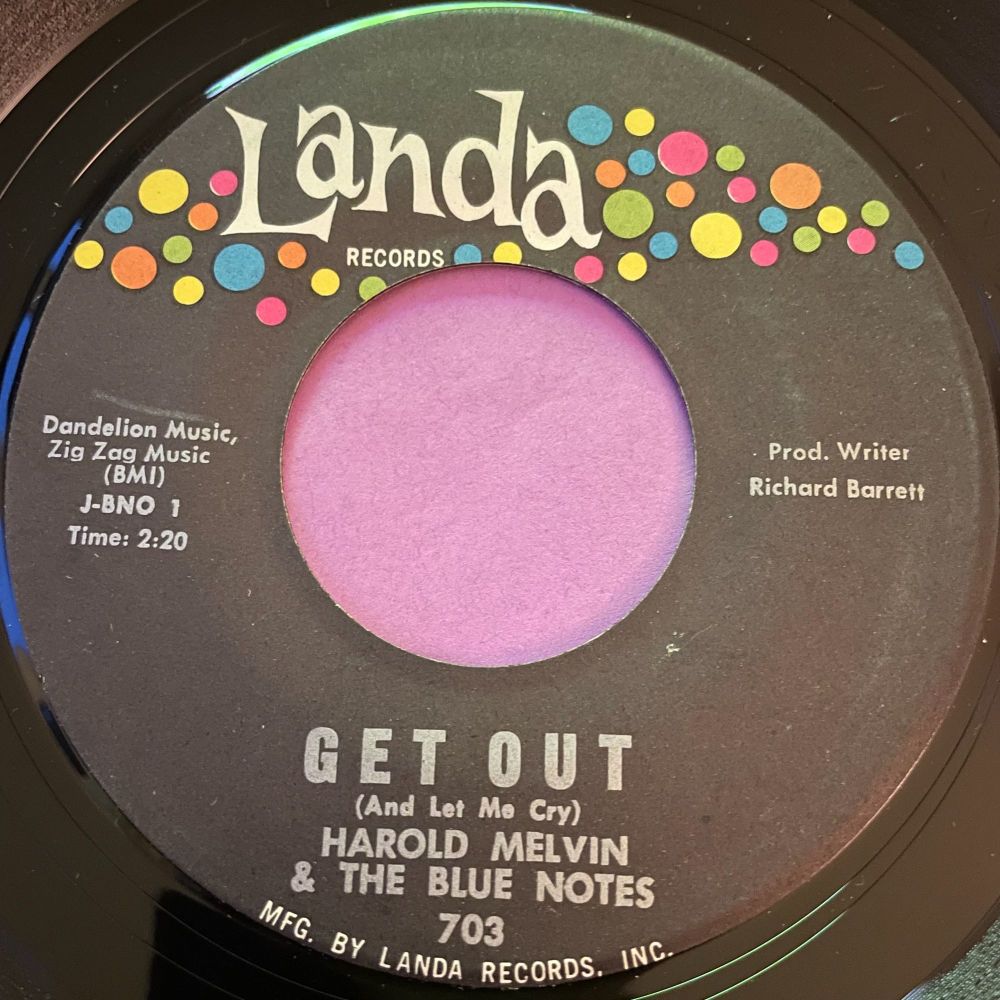 Landa
RECORDS
Dandelion Music,
Zig Zag Music
(BMI)
J-BNO 1
Time: 2:20
Prod. Writer
Richard Barrett
GET OUT
(And Let Me Cry)
HAROLD MELVIN
& THE BLUE NOTES
703
MFG. BY LANDA RECORDS, INC.